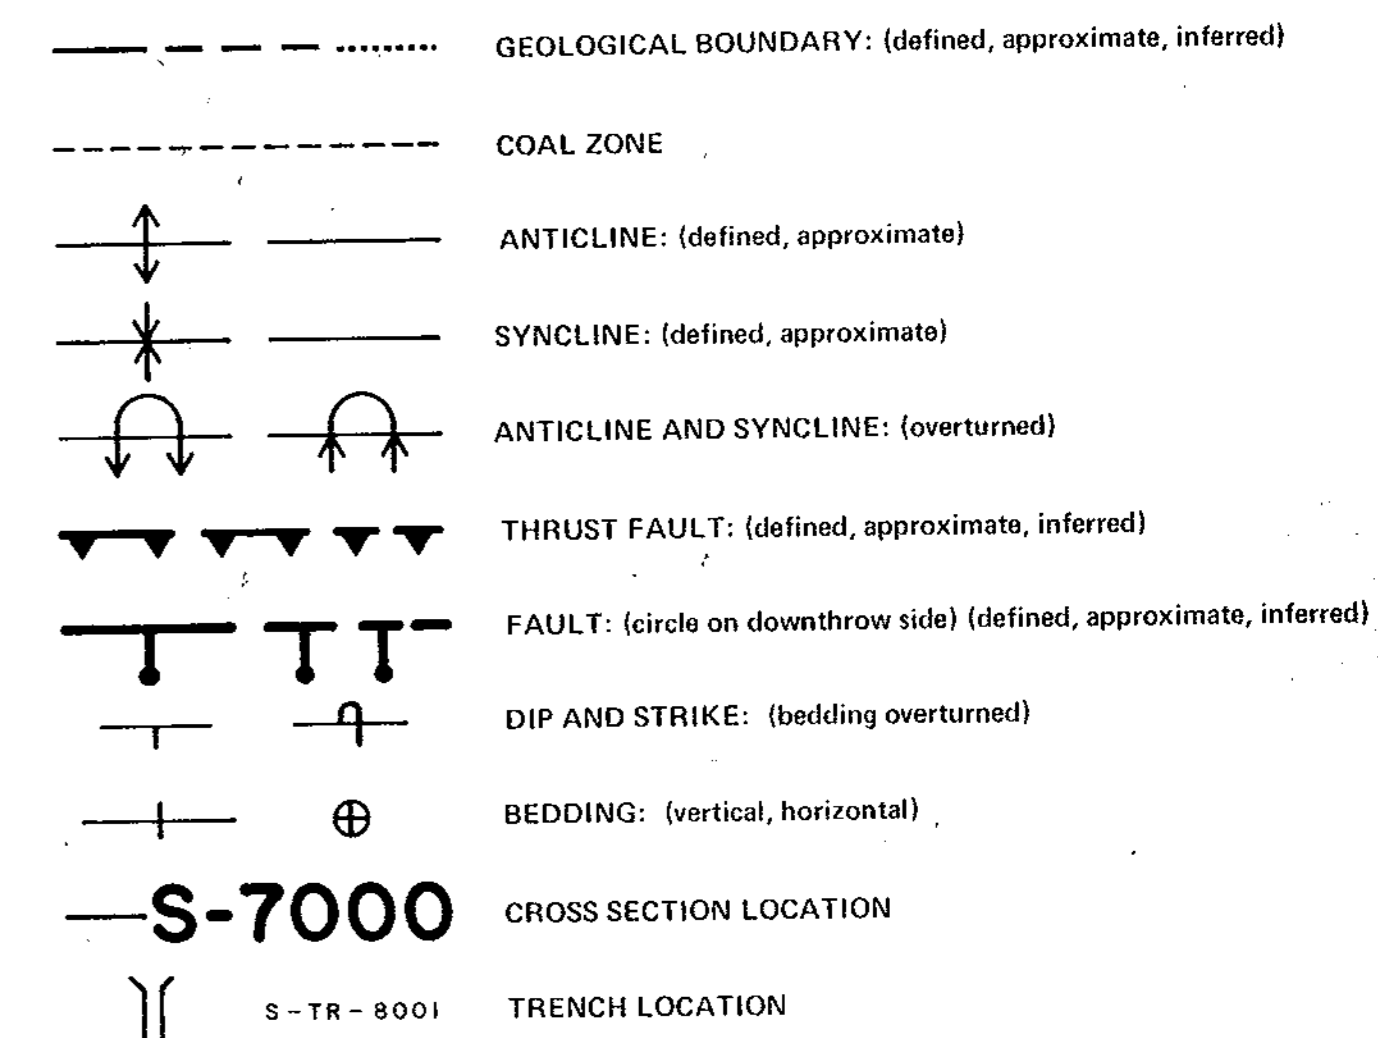 GEOLOGICAL BOUNDARY: (defined, approximate, inferred)
COAL ZONE
ANTICLINE: (defined, approximate)
SYNCLINE: (defined, approximate)
ANTICLINE AND SYNCLINE: (overturned)
THRUST FAULT: (defined, approximate, inferred)
FAULT: (circle on downthrow side) (defined, approximate, inferred)
DIP AND STRIKE: (bedding overturned)
BEDDING: (vertical, horizontal)
S-7000 CROSS SECTION LOCATION
S-TR-8001 TRENCH LOCATION